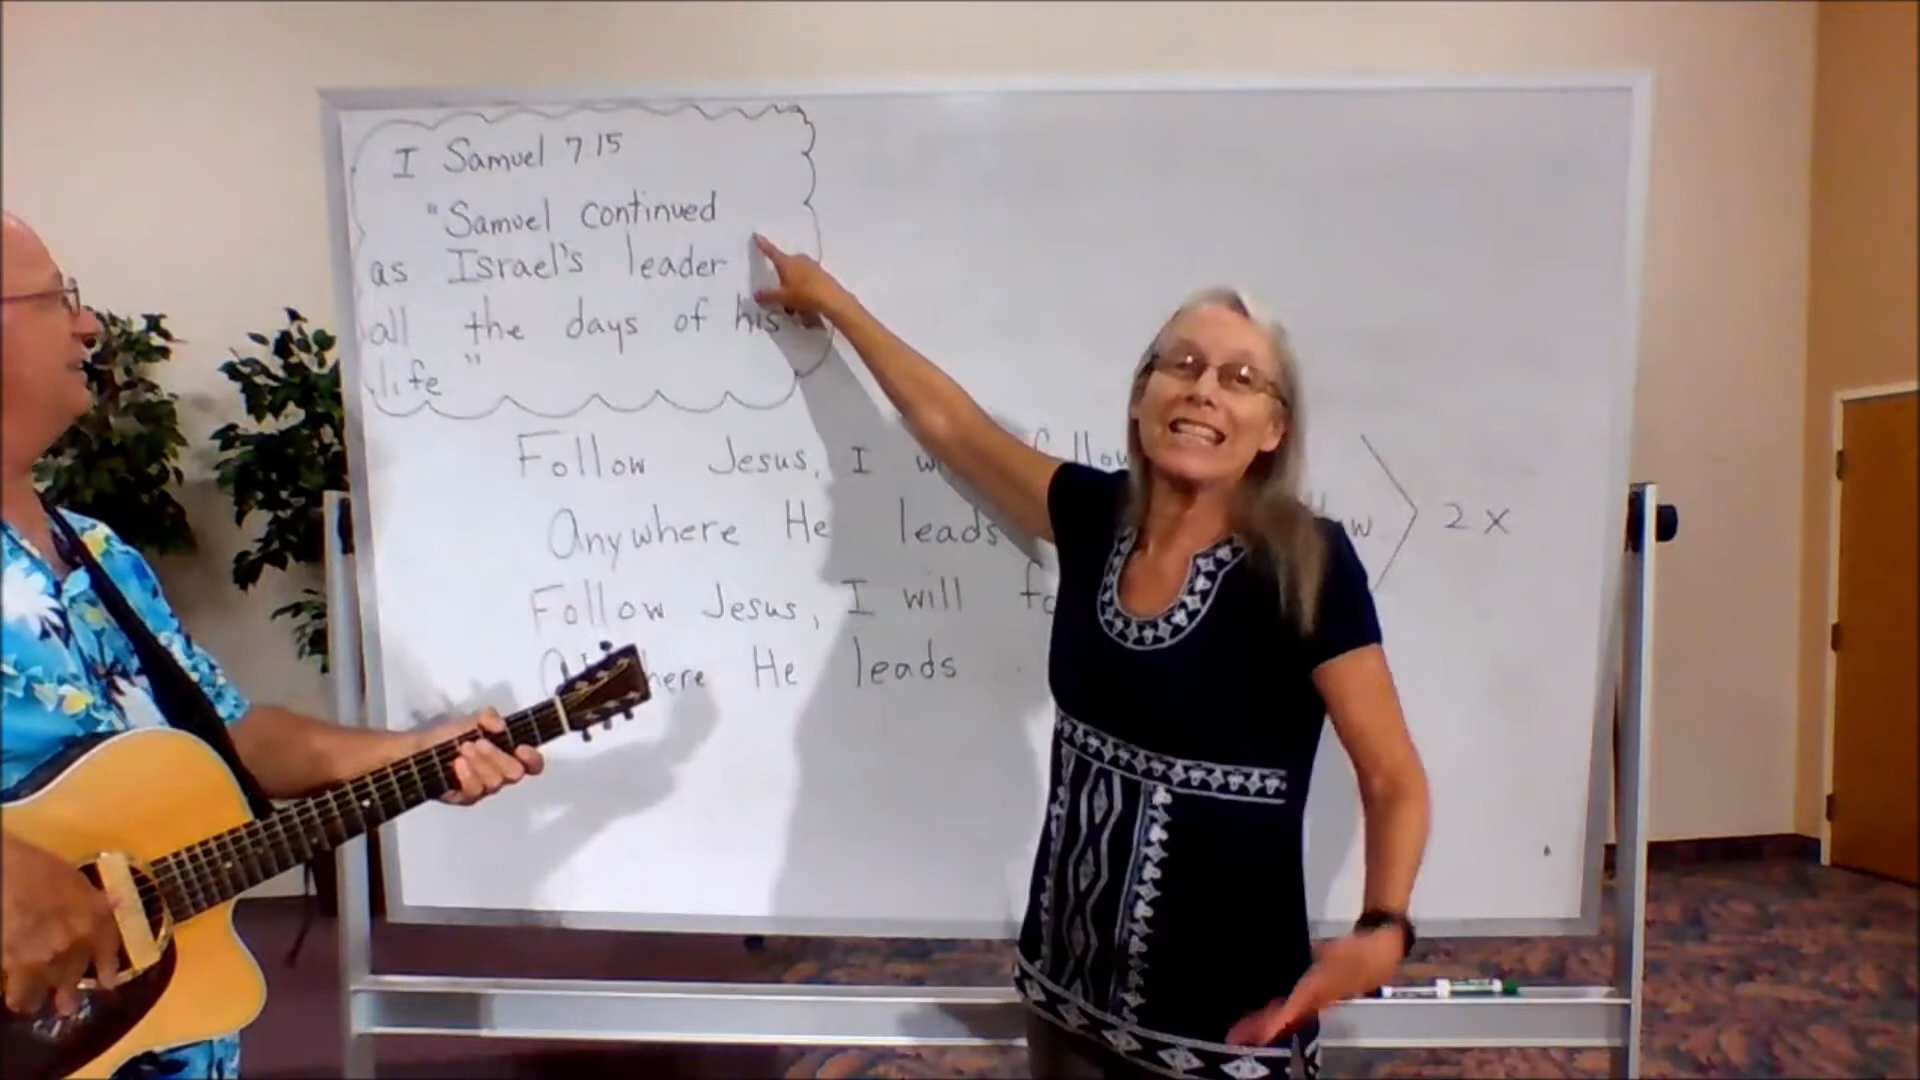 I Samuel 7 15
"Samuel continued
as Israel's leader
all the days of his
life"
Follow Jesus, I
Anywhere He leads
2 x
Follow Jesus, I will
He leads